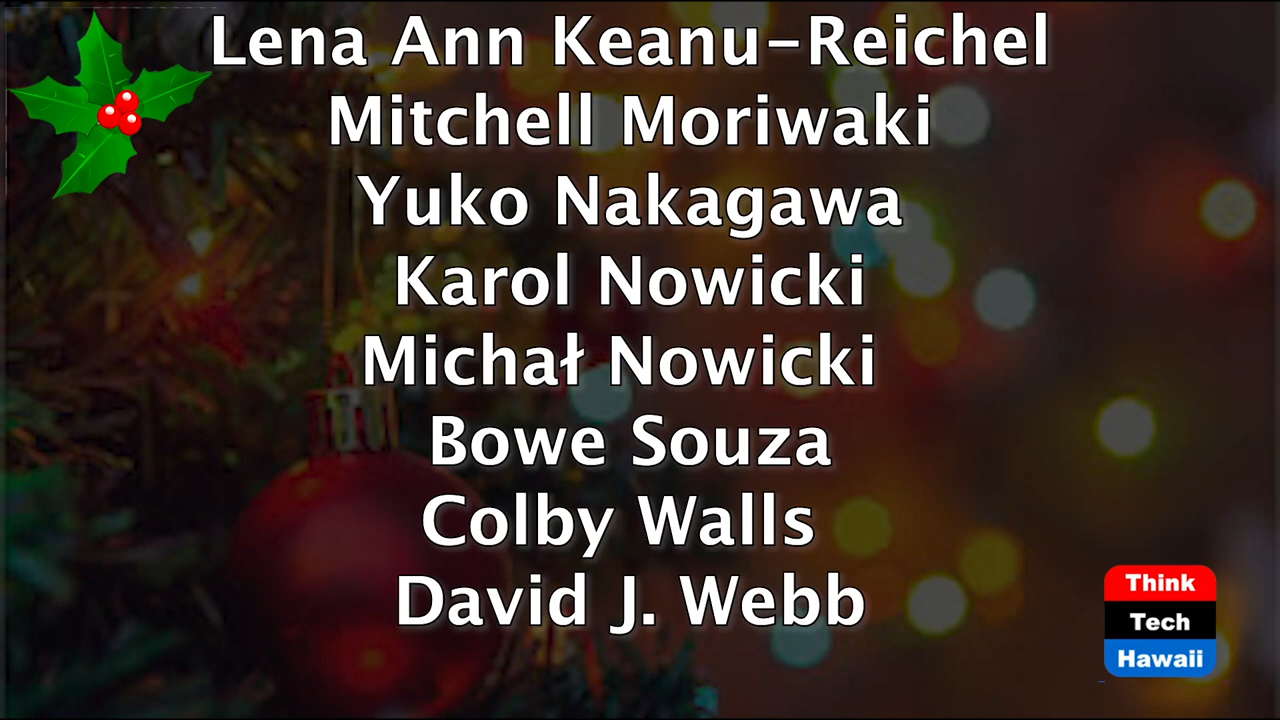 Lena Ann Keanu-Reichel
Mitchell Moriwaki
Yuko Nakagawa
Karol Nowicki
Michał Nowicki
Bowe Souza
Colby Walls
David J. Webb
Think
Tech
Hawaii